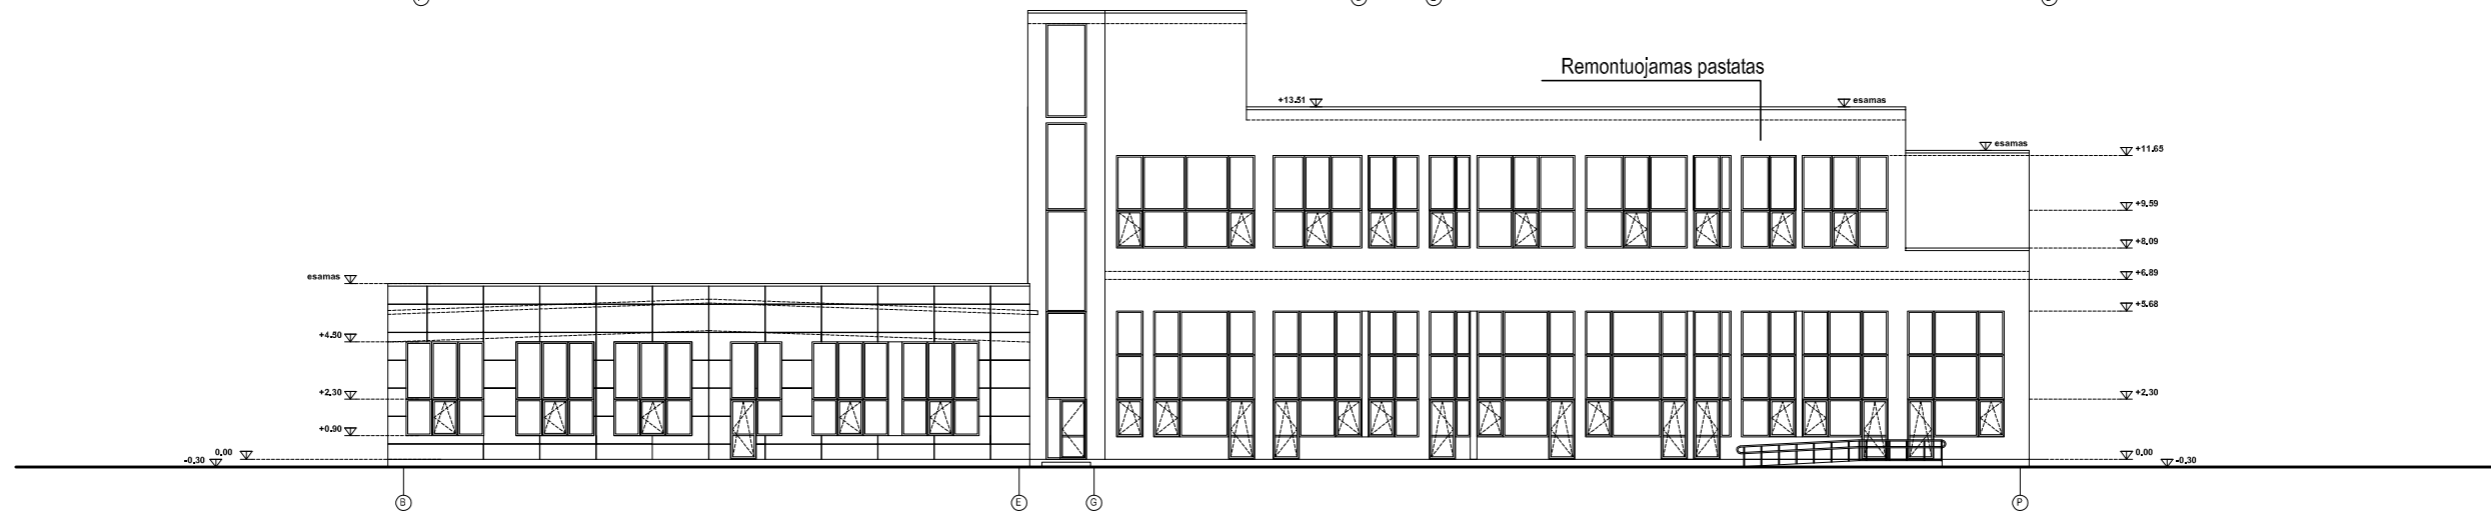 Remontuojamas pastatas
+13.51
esamas
esamas
+11.65
+9.59
+8.09
+6.89
esamas
+5.68
+4.50
+2.30
+2.30
+0.90
0.00
-0.30
0.00
-0.30
B
E
G
P